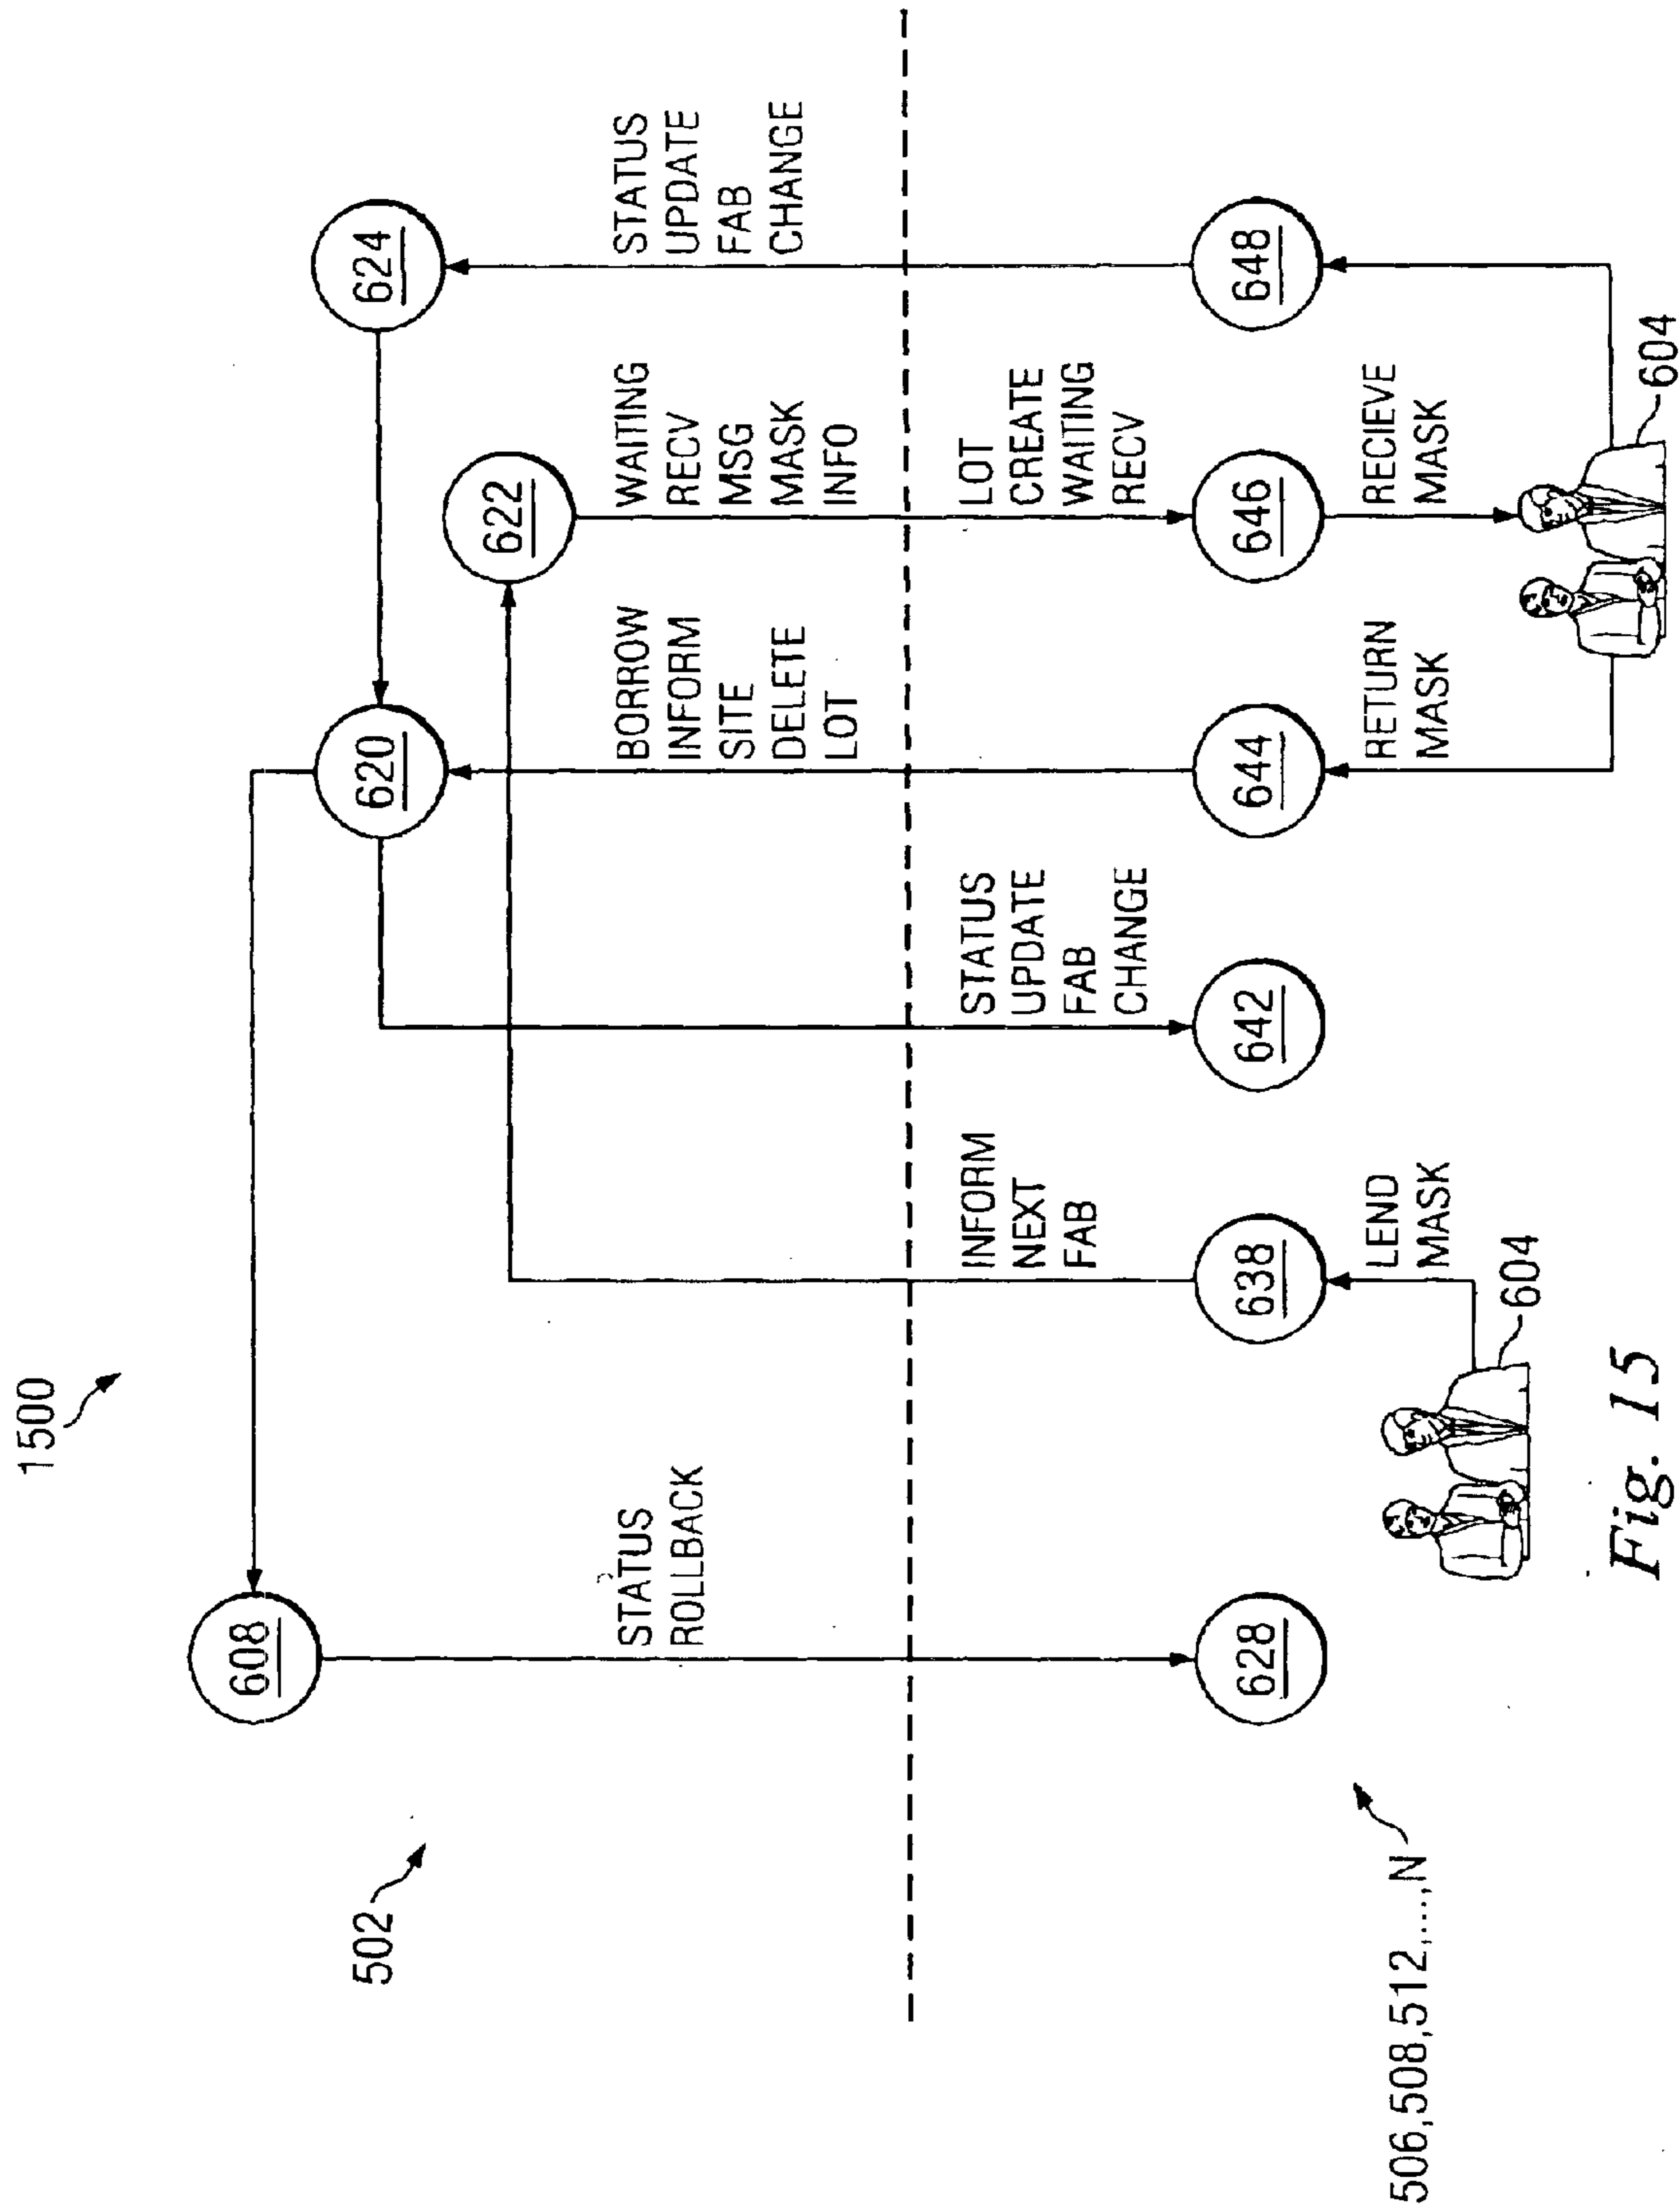 1500
502
608
620
624
622
STATUS
ROLLBACK
BORROW
INFORM
SITE
DELETE
LOT
WAITING
RECV
MSG
MASK
INFO
STATUS
UPDATE
FAB
CHANGE
INFORM
NEXT
FAB
STATUS
UPDATE
FAB
CHANGE
LOT
CREATE
WAITING
RECV
628
638
642
644
646
648
506,508,512,...,N
LEND
MASK
RETURN
MASK
RECIEVE
MASK
604
604
Fig. 15